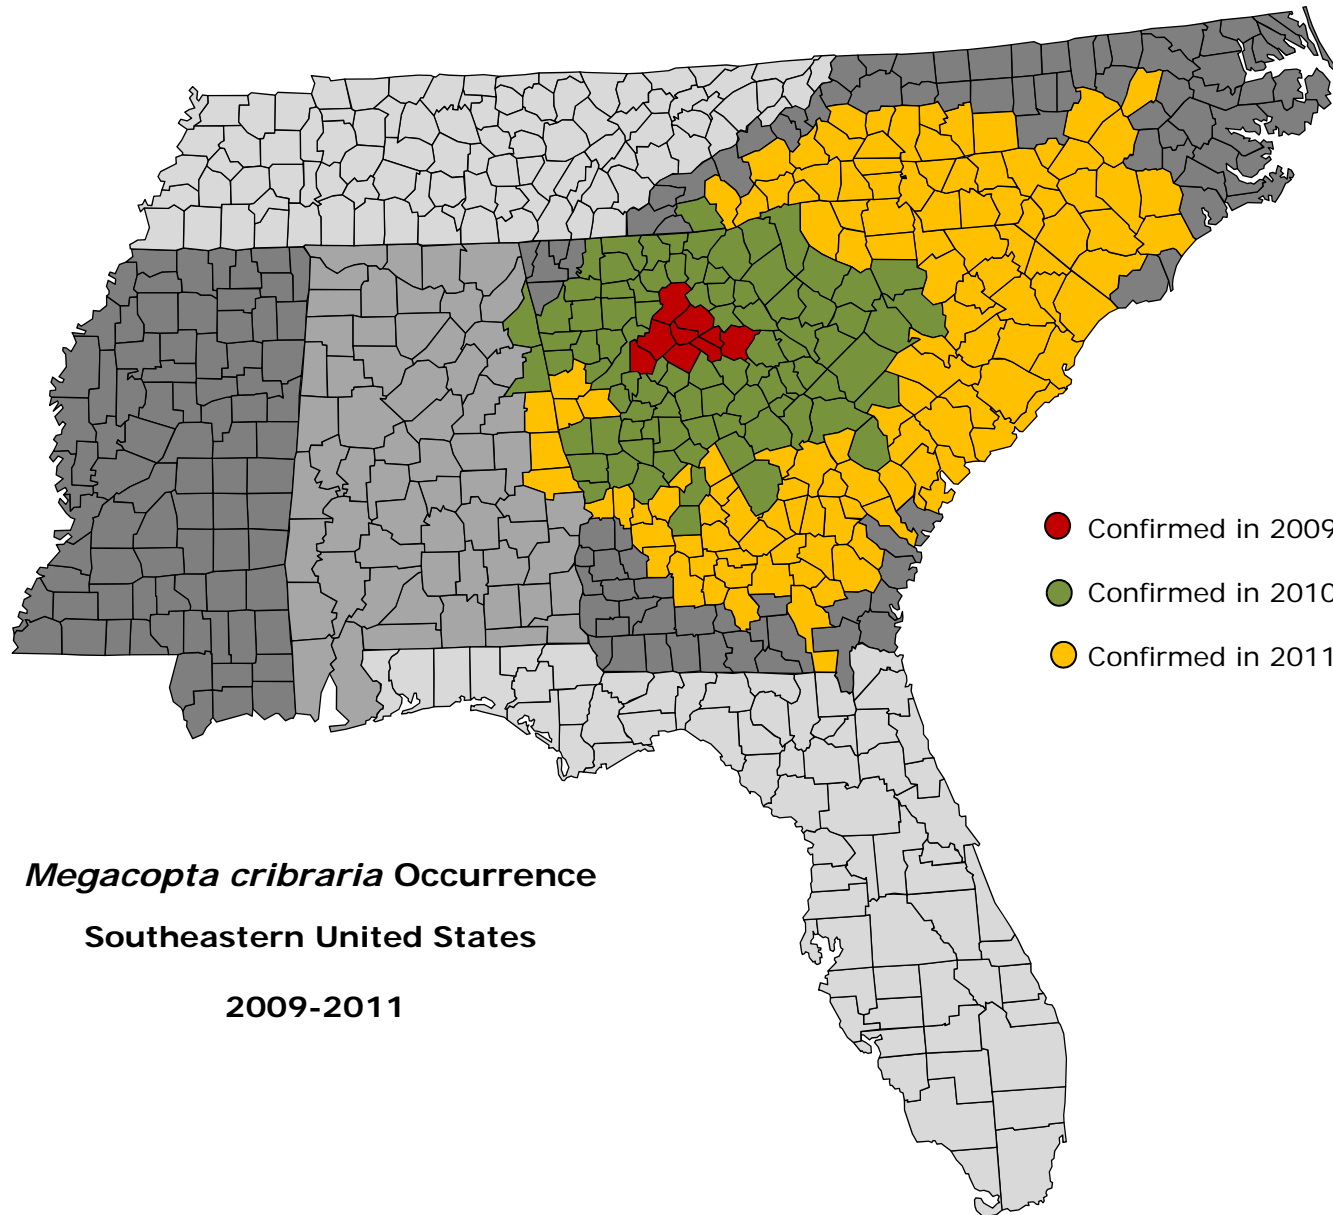 Confirmed in 2009
Confirmed in 2010
Confirmed in 2011
Megacopta cribraria Occurrence
Southeastern United States
2009-2011